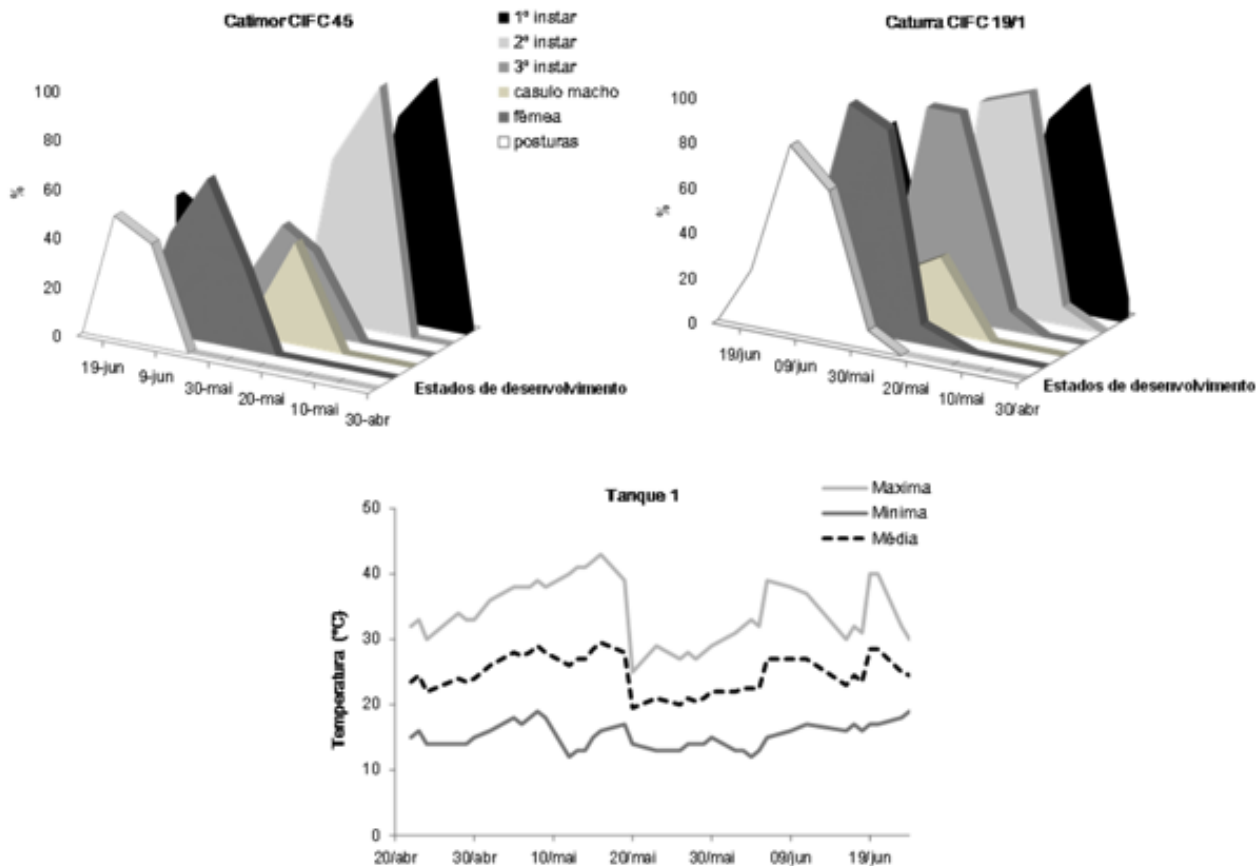 Catimor CIFC 45
1º instar
2º instar
3º instar
casulo macho
fêmea
posturas
100
80
60
40
20
0
%
19-jun
9-jun
30-mai
20-mai
10-mai
30-abr
Estados de desenvolvimento
Caturra CIFC 19/1
100
80
60
40
20
0
%
19/jun
09/jun
30/mai
20/mai
10/mai
30/abr
Estados de desenvolvimento
Tanque 1
Maxima
Minima
Média
Temperatura (ºC)
50
40
30
20
10
0
20/abr
30/abr
10/mai
20/mai
30/mai
09/jun
19/jun